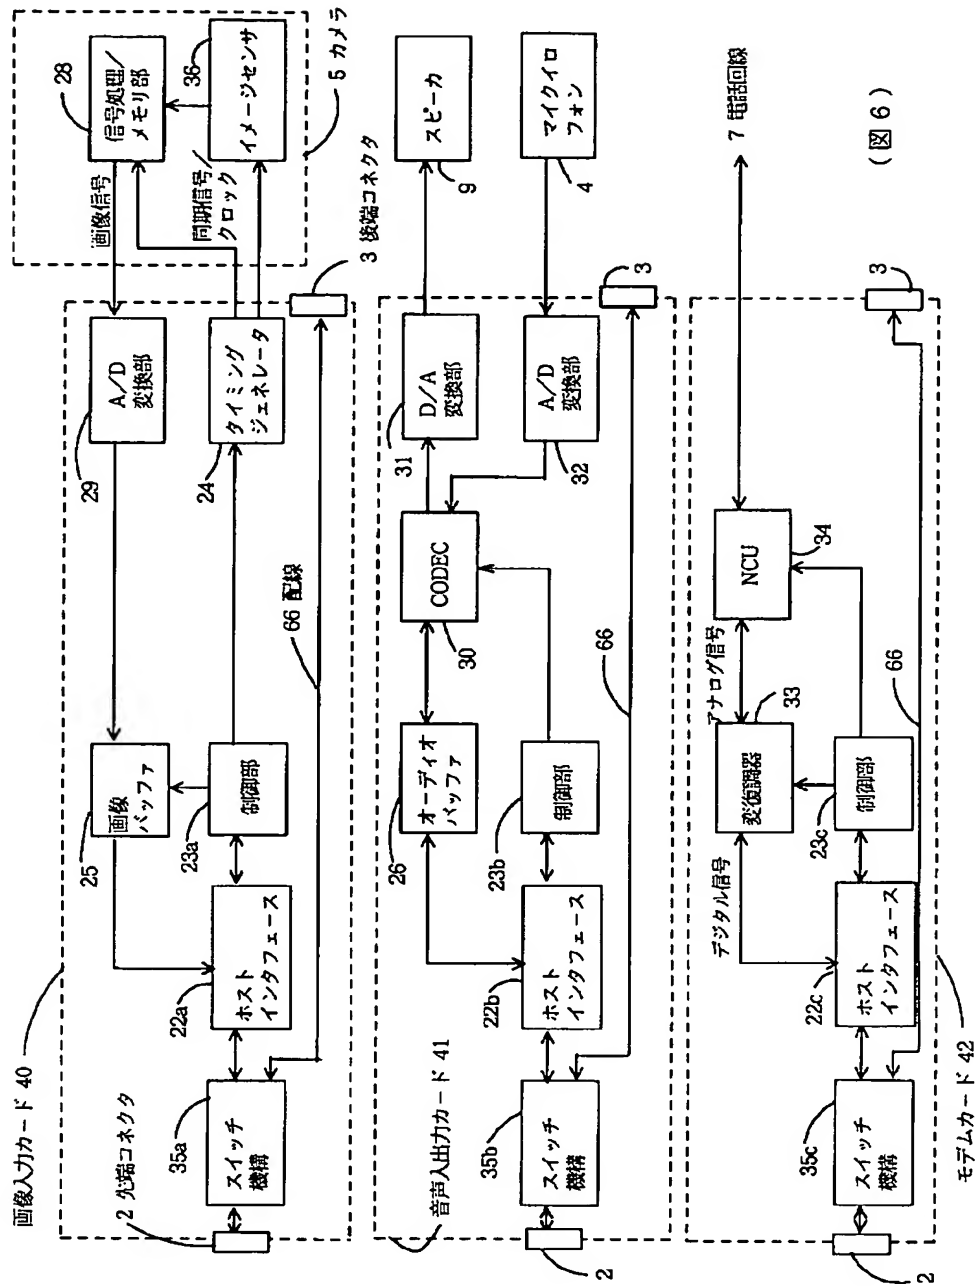 画像入力カード 40
2 先端コネクタ
35a
スイッチ
機構
22a
ホスト
インタフェース
25
画像
バッファ
23a
制御部
66 配線
29
A/D
変換部
24
タイミング
ジェネレータ
3 後端コネクタ
画像信号
同期信号/
クロック
28
信号処理/
メモリ部
36
イメージセンサ
5 カメラ
音声入出力カード 41
2
35b
スイッチ
機構
22b
ホスト
インタフェース
26
オーディオ
バッファ
23b
制御部
CODEC
30
66
31
D/A
変換部
32
A/D
変換部
3
9
スピーカ
4
マイクイロ
フォン
モデムカード 42
2
35c
スイッチ
機構
22c
ホスト
インタフェース
デジタル信号
変復調器
33
23c
制御部
アナログ信号
NCU
34
66
3
7 電話回線
(図 6)